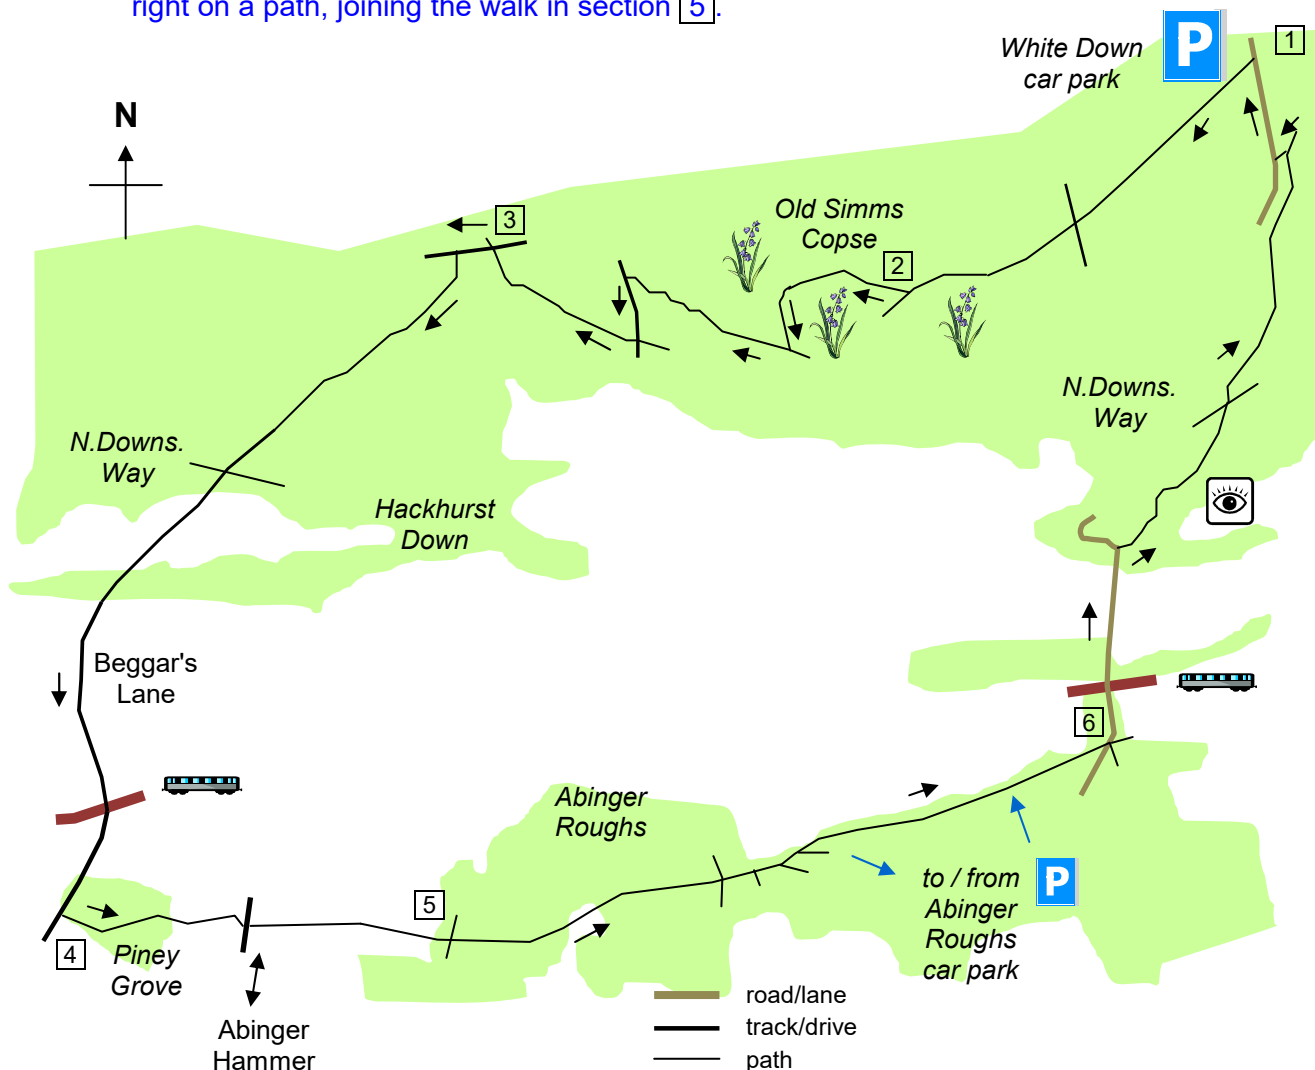 right on a path, joining the walk in section 5.
White Down
car park
P
1
N
3
Old Simms
Copse
2
N.Downs.
Way
N.Downs.
Way
Hackhurst
Down
Beggar's
Lane
6
Abinger
Roughs
5
to / from
Abinger
Roughs
car park
P
4
Piney
Grove
Abinger
Hammer
road/lane
track/drive
path